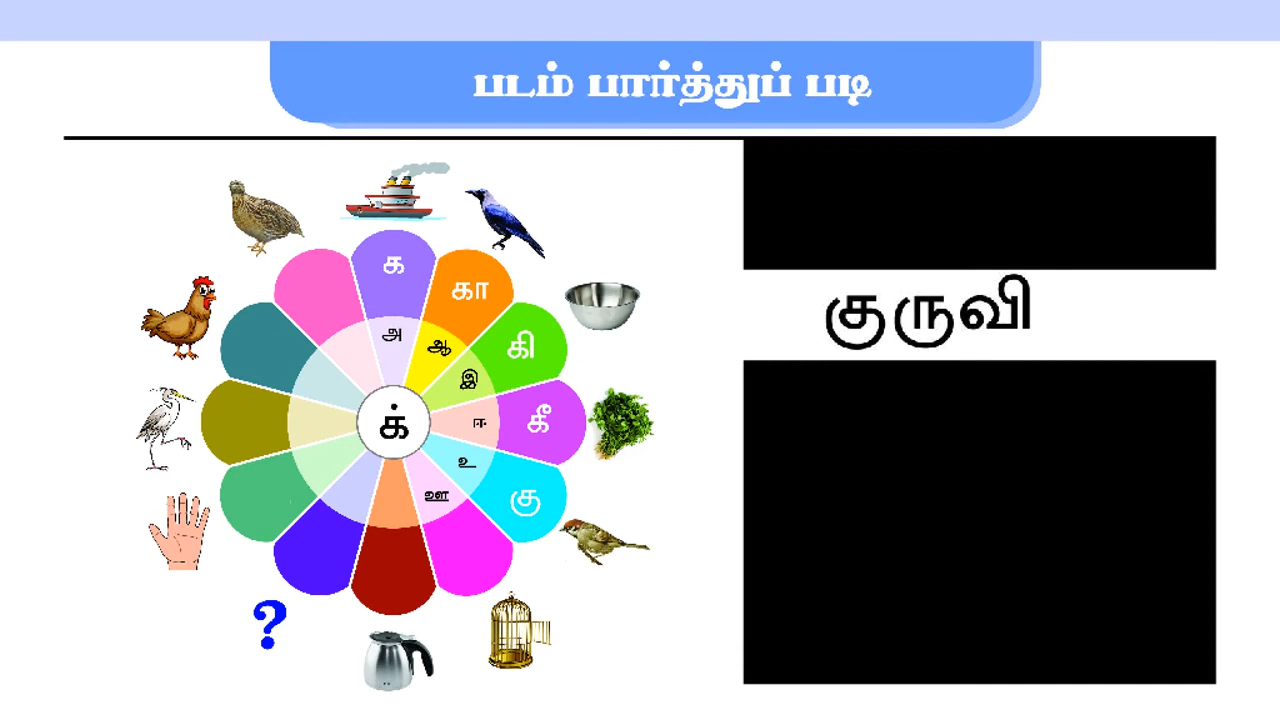 படம் பார்த்துப் படி
க
கா
கி
கீ
கு
அ
ஆ
இ
ஈ
உ
ஊ
க்
குருவி
?